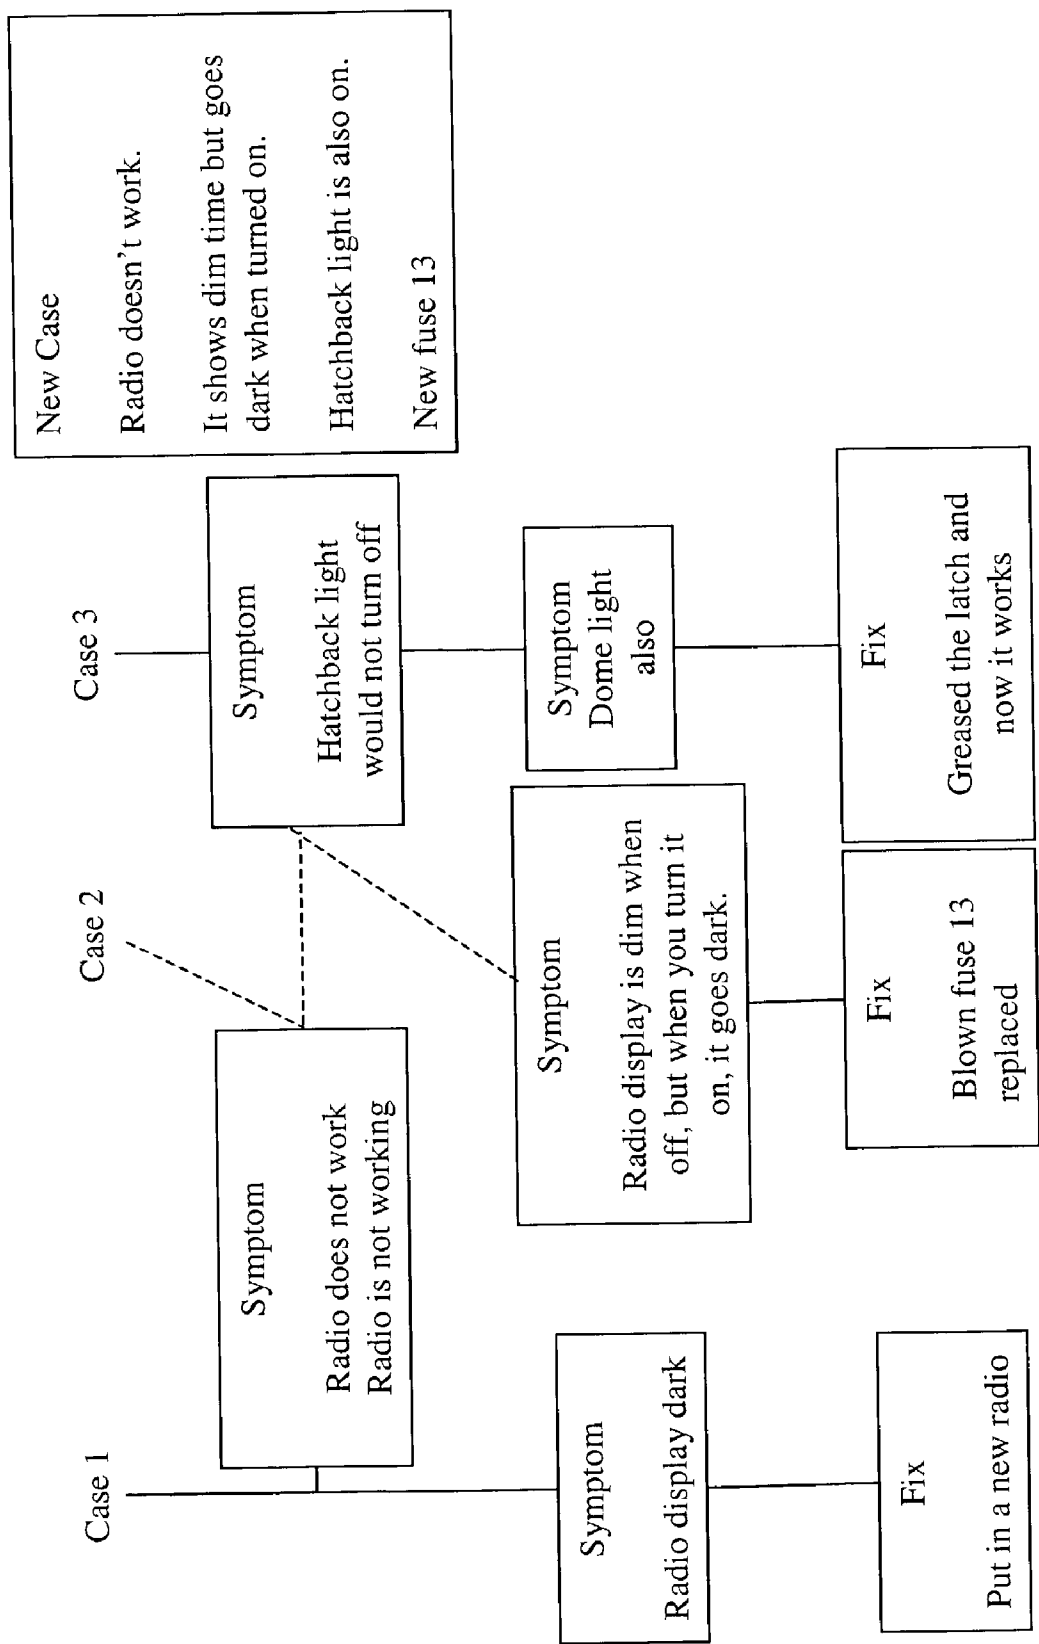 Case 1
Case 2
Case 3
New Case
Radio doesn't work.
It shows dim time but goes
dark when turned on.
Hatchback light is also on.
New fuse 13
Symptom
Radio does not work
Radio is not working
Symptom
Hatchback light
would not turn off
Symptom
Radio display dark
Symptom
Radio display is dim when
off, but when you turn it
on, it goes dark.
Symptom
Dome light
also
Fix
Put in a new radio
Fix
Blown fuse 13
replaced
Fix
Greased the latch and
now it works